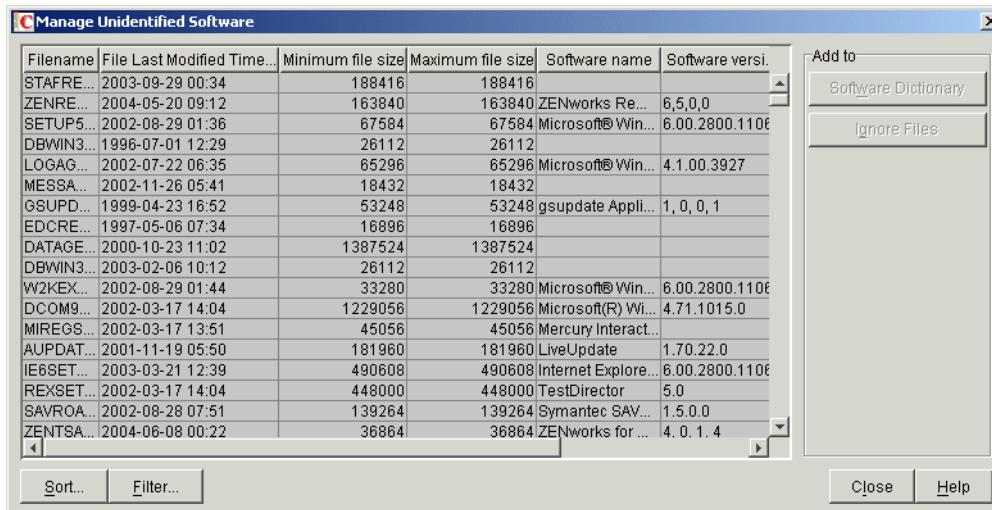 Manage Unidentified Software
Filename File Last Modified Time... Minimum file size Maximum file size Software name Software versi.
STAFRE... 2003-09-29 00:34 188416 188416
ZENRE... 2004-05-20 09:12 163840 163840 ZENworks Re... 6,5,0,0
SETUP5... 2002-08-29 01:36 67584 67584 Microsoft® Win... 6.00.2800.1106
DBWIN3... 1996-07-01 12:29 26112 26112
LOGAG... 2002-07-22 06:35 65296 65296 Microsoft® Win... 4.1.00.3927
MESSA... 2002-11-26 05:41 18432 18432
GSUPD... 1999-04-23 16:52 53248 53248 gsupdate Appli... 1, 0, 0, 1
EDCRE... 1997-05-06 07:34 16896 16896
DATAGE... 2000-10-23 11:02 1387524 1387524
DBWIN3... 2003-02-06 10:12 26112 26112
W2KEX... 2002-08-29 01:44 33280 33280 Microsoft® Win... 6.00.2800.1106
DCOM9... 2002-03-17 14:04 1229056 1229056 Microsoft(R) Wi... 4.71.1015.0
MIREGS... 2002-03-17 13:51 45056 45056 Mercury Interact...
AUPDAT... 2001-11-19 05:50 181960 181960 LiveUpdate 1.70.22.0
IE6SET... 2003-03-21 12:39 490608 490608 Internet Explore... 6.00.2800.1106
REXSET... 2002-03-17 14:04 448000 448000 TestDirector 5.0
SAVROA... 2002-08-28 07:51 139264 139264 Symantec SAV... 1.5.0.0
ZENTSA... 2004-06-08 00:22 36864 36864 ZENworks for ... 4. 0. 1. 4
Add to
Software Dictionary
Ignore Files
Sort... Filter... Close Help